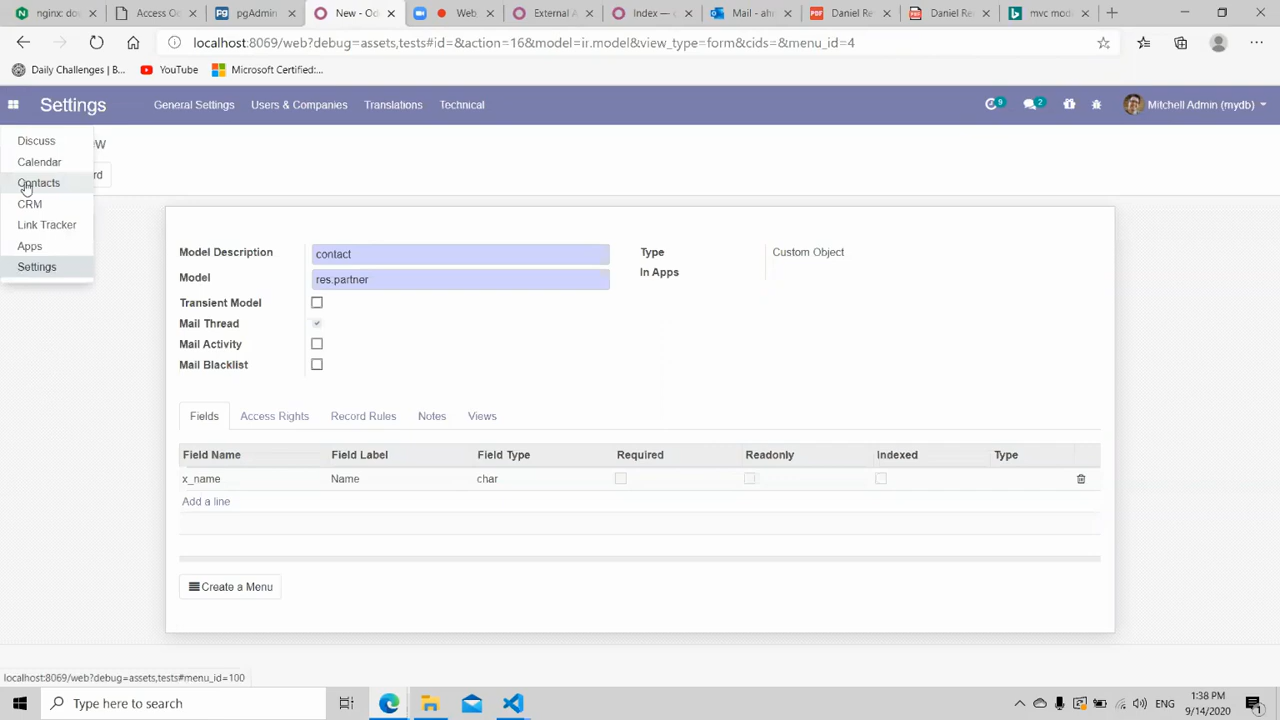 nginx: do
Access O
pgAdmin
New - Od
Web
External A
Index —
Mail - ah
Daniel Re
Daniel Re
mvc mod
localhost:8069/web?debug=assets,tests#id=&action=16&model=ir.model&view_type=form&cids=&menu_id=4
Daily Challenges | B...
YouTube
Microsoft Certified:...
Settings
General Settings
Users & Companies
Translations
Technical
9
2
Mitchell Admin (mydb)
Discuss
Calendar
Contacts
CRM
Link Tracker
Apps
Settings
w
rd
Model Description
contact
Model
res.partner
Transient Model
Mail Thread
Mail Activity
Mail Blacklist
Type
Custom Object
In Apps
Fields
Access Rights
Record Rules
Notes
Views
Field Name
Field Label
Field Type
Required
Readonly
Indexed
Type
x_name
Name
char
Add a line
Create a Menu
localhost:8069/web?debug=assets,tests#menu_id=100
Type here to search
ENG
1:38 PM
9/14/2020
1